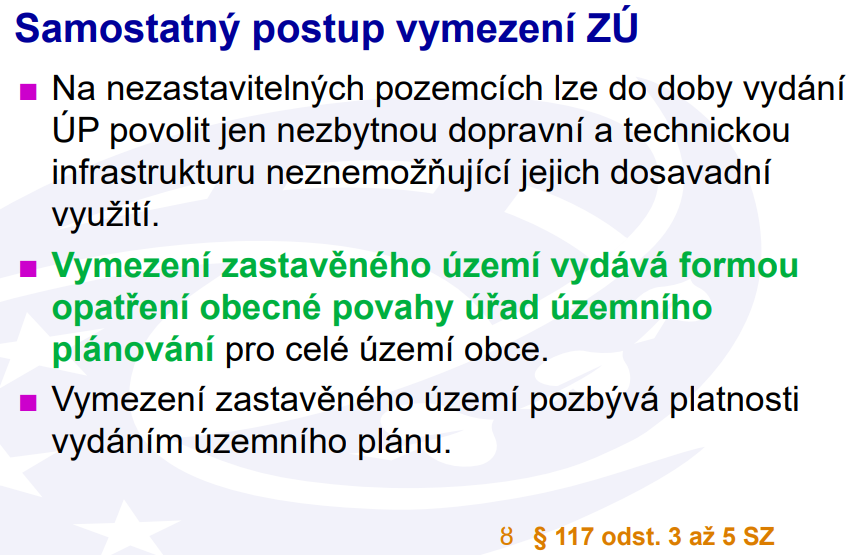 Samostatný postup vymezení ZÚ
Na nezastavitelných pozemcích lze do doby vydání
ÚP povolit jen nezbytnou dopravní a technickou
infrastrukturu neznemožňující jejich dosavadní
využití.
Vymezení zastavěného území vydává formou
opatření obecné povahy úřad územního
plánování pro celé území obce.
Vymezení zastavěného území pozbývá platnosti
vydáním územního plánu.
8 § 117 odst. 3 až 5 SZ